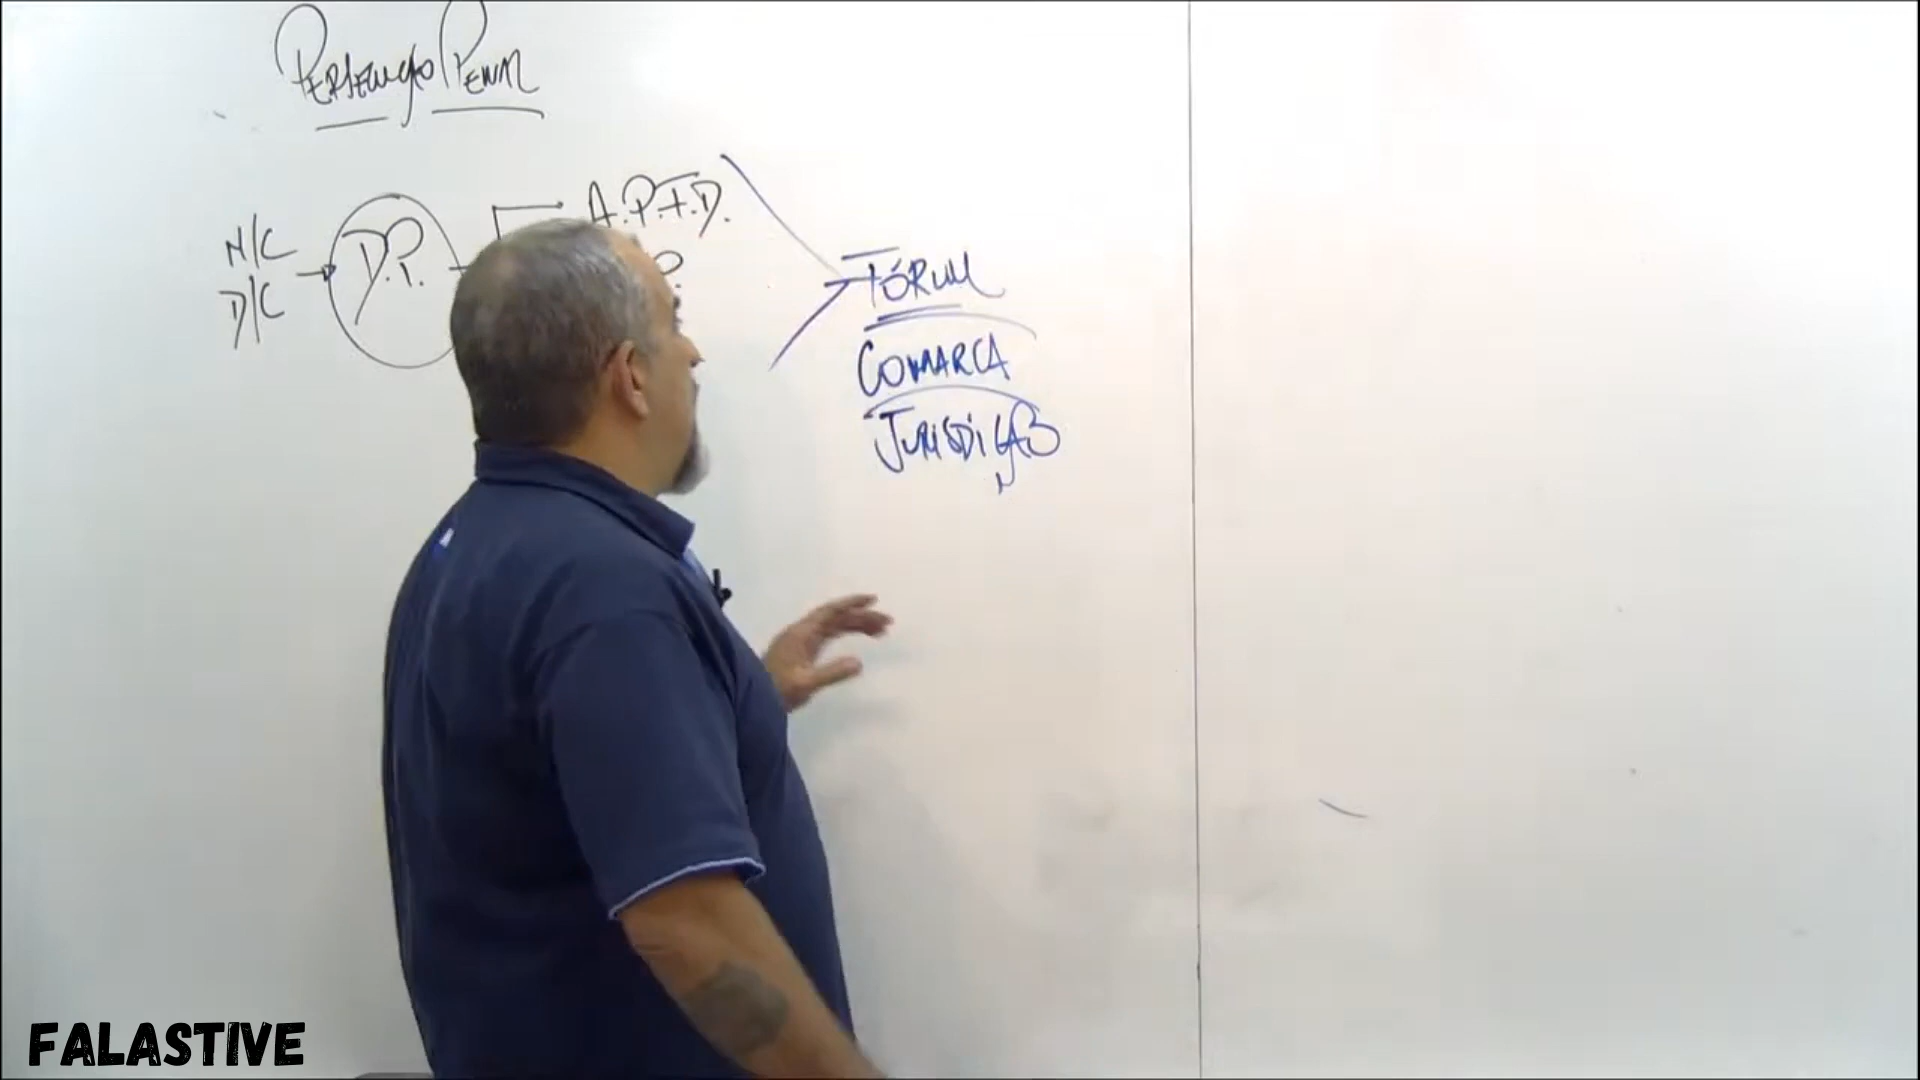 Persecução Penal
N/C
D/C
D.P.
A.P.F.D.
P.
Fórum
Comarca
Jurisdição
FALASTIVE